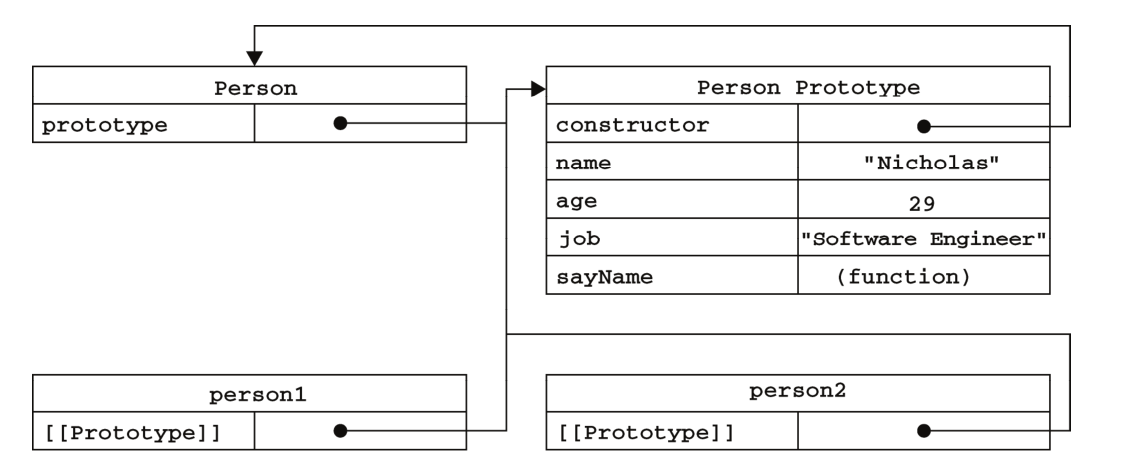 Person
prototype
Person Prototype
constructor
name "Nicholas"
age 29
job "Software Engineer"
sayName (function)
person1
[[Prototype]]
person2
[[Prototype]]